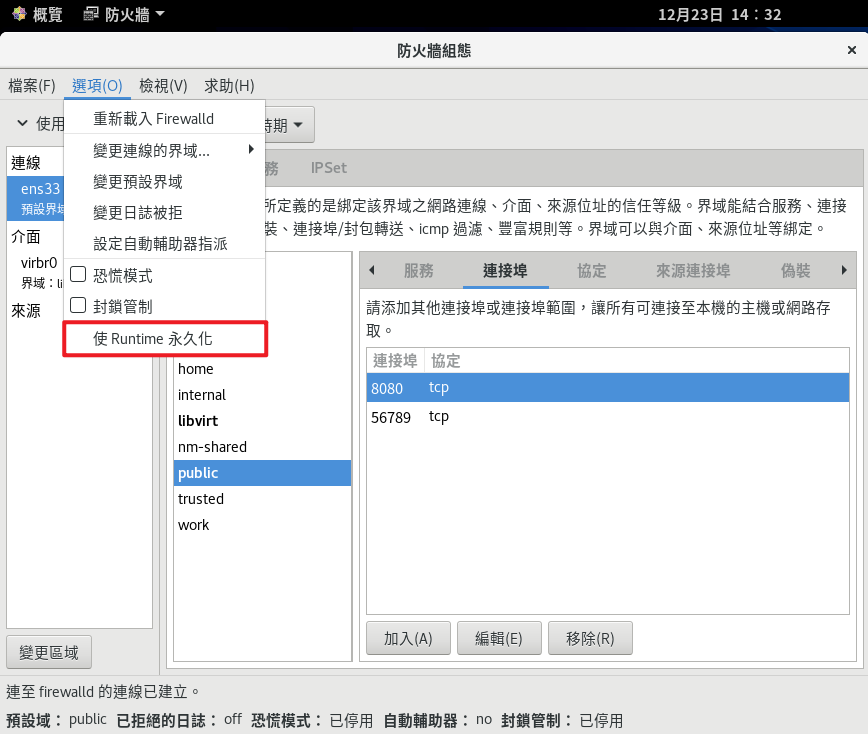 概覽 防火牆 12月23日 14：32
防火牆組態
檔案(F) 選項(O) 檢視(V) 求助(H)
使用
時期
重新載入 Firewalld
變更連線的界域...
變更預設界域
變更日誌被拒
設定自動輔助器指派
恐慌模式
封鎖管制
使 Runtime 永久化
連線
ens33
預設界域
介面
virbr0
界域：li
來源
變更區域
務 IPSet
所定義的是綁定該界域之網路連線、介面、來源位址的信任等級。界域能結合服務、連接
裝、連接埠/封包轉送、icmp 過濾、豐富規則等。界域可以與介面、來源位址等綁定。
home
internal
libvirt
nm-shared
public
trusted
work
服務 連接埠 協定 來源連接埠 偽裝
請添加其他連接埠或連接埠範圍，讓所有可連接至本機的主機或網路存
取。
連接埠 協定
8080 tcp
56789 tcp
加入(A) 編輯(E) 移除(R)
連至 firewalld 的連線已建立。
預設域： public 已拒絕的日誌： off 恐慌模式： 已停用 自動輔助器： no 封鎖管制： 已停用